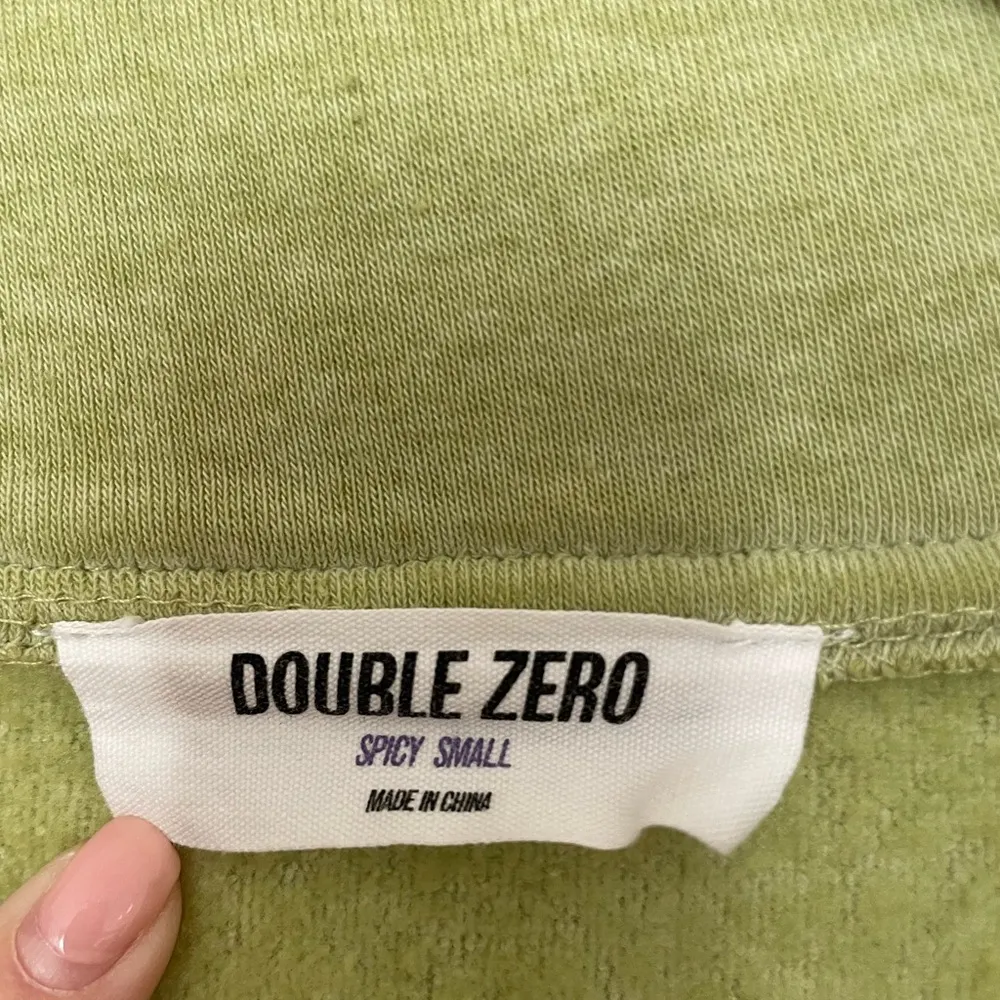 DOUBLE ZERO
SPICY SMALL
MADE IN CHINA